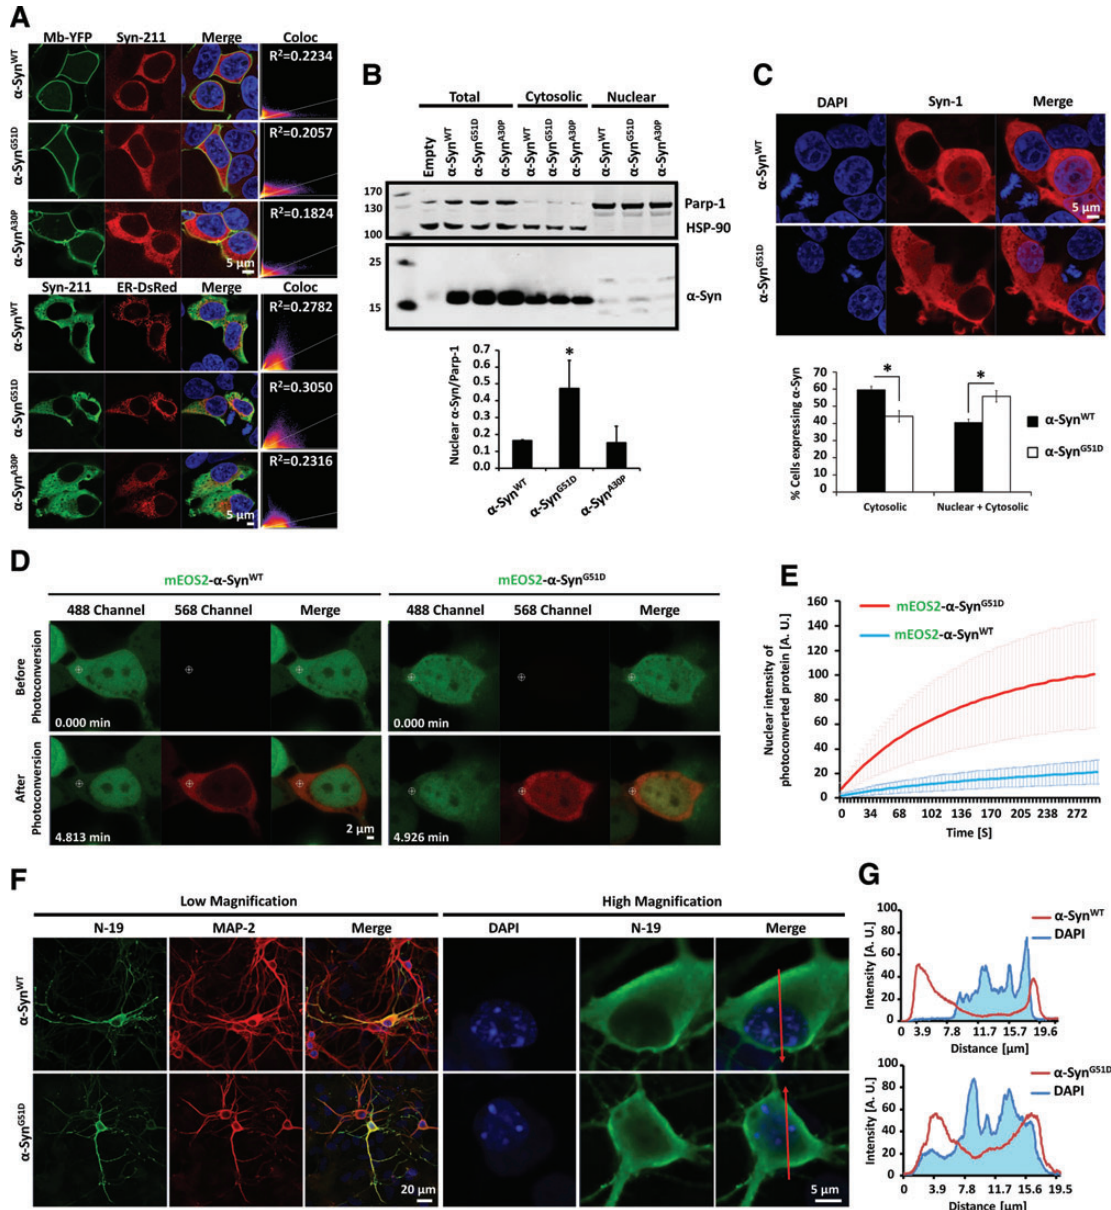 A
Mb-YFP Syn-211 Merge Coloc
α-Syn^WT
R²=0.2234
α-Syn^G51D
R²=0.2057
α-Syn^A30P
R²=0.1824
5 µm
Syn-211 ER-DsRed Merge Coloc
α-Syn^WT
R²=0.2782
α-Syn^G51D
R²=0.3050
α-Syn^A30P
R²=0.2316
5 µm
B
Total Cytosolic Nuclear
Empty
α-Syn^WT
α-Syn^G51D
α-Syn^A30P
α-Syn^WT
α-Syn^G51D
α-Syn^A30P
α-Syn^WT
α-Syn^G51D
α-Syn^A30P
170
130
100
Parp-1
HSP-90
25
15
α-Syn
Nuclear α-Syn/Parp-1
0.7
0.6
0.5
0.4
0.3
0.2
0.1
0.0
*
α-Syn^WT
α-Syn^G51D
α-Syn^A30P
C
DAPI Syn-1 Merge
α-Syn^WT
5 µm
α-Syn^G51D
% Cells expressing α-Syn
70
60
50
40
30
20
10
0
* *
α-Syn^WT
α-Syn^G51D
Cytosolic Nuclear + Cytosolic
D
mEOS2-α-Syn^WT mEOS2-α-Syn^G51D
488 Channel 568 Channel Merge 488 Channel 568 Channel Merge
Before Photoconversion
0.000 min 0.000 min
After Photoconversion
4.813 min 2 µm 4.926 min
E
Nuclear intensity of
photoconverted protein [A. U.]
160
140
120
100
80
60
40
20
0
mEOS2-α-Syn^G51D
mEOS2-α-Syn^WT
0 34 68 102 136 170 205 238 272
Time [S]
F
Low Magnification High Magnification
N-19 MAP-2 Merge DAPI N-19 Merge
α-Syn^WT
α-Syn^G51D
20 µm 5 µm
G
Intensity [A. U.]
100
80
60
40
20
0
α-Syn^WT
DAPI
0 3.9 7.8 11.7 15.7 19.6
Distance [µm]
Intensity [A. U.]
100
80
60
40
20
0
α-Syn^G51D
DAPI
0 3.9 7.8 11.7 15.6 19.5
Distance [µm]